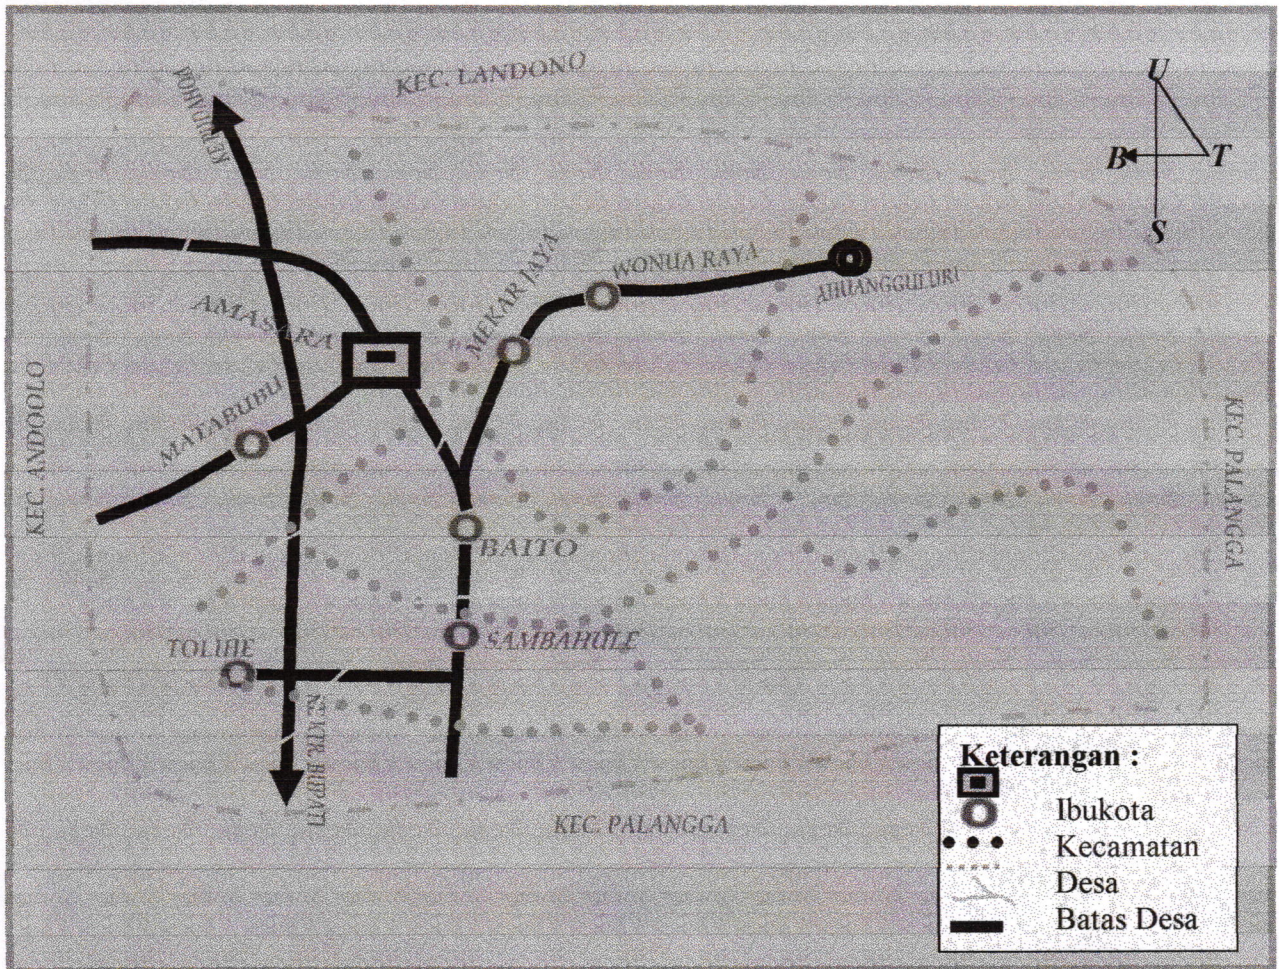 KEC. LANDONO
U
B
T
S
WONUA RAYA
MEKAR JAYA
AMASARA
MATABUBU
KEC. ANDOOLO
KEC. PALANGGA
BAITO
SAMBAHULE
KEC. PALANGGA
Keterangan :
Ibukota
Kecamatan
Desa
Batas Desa